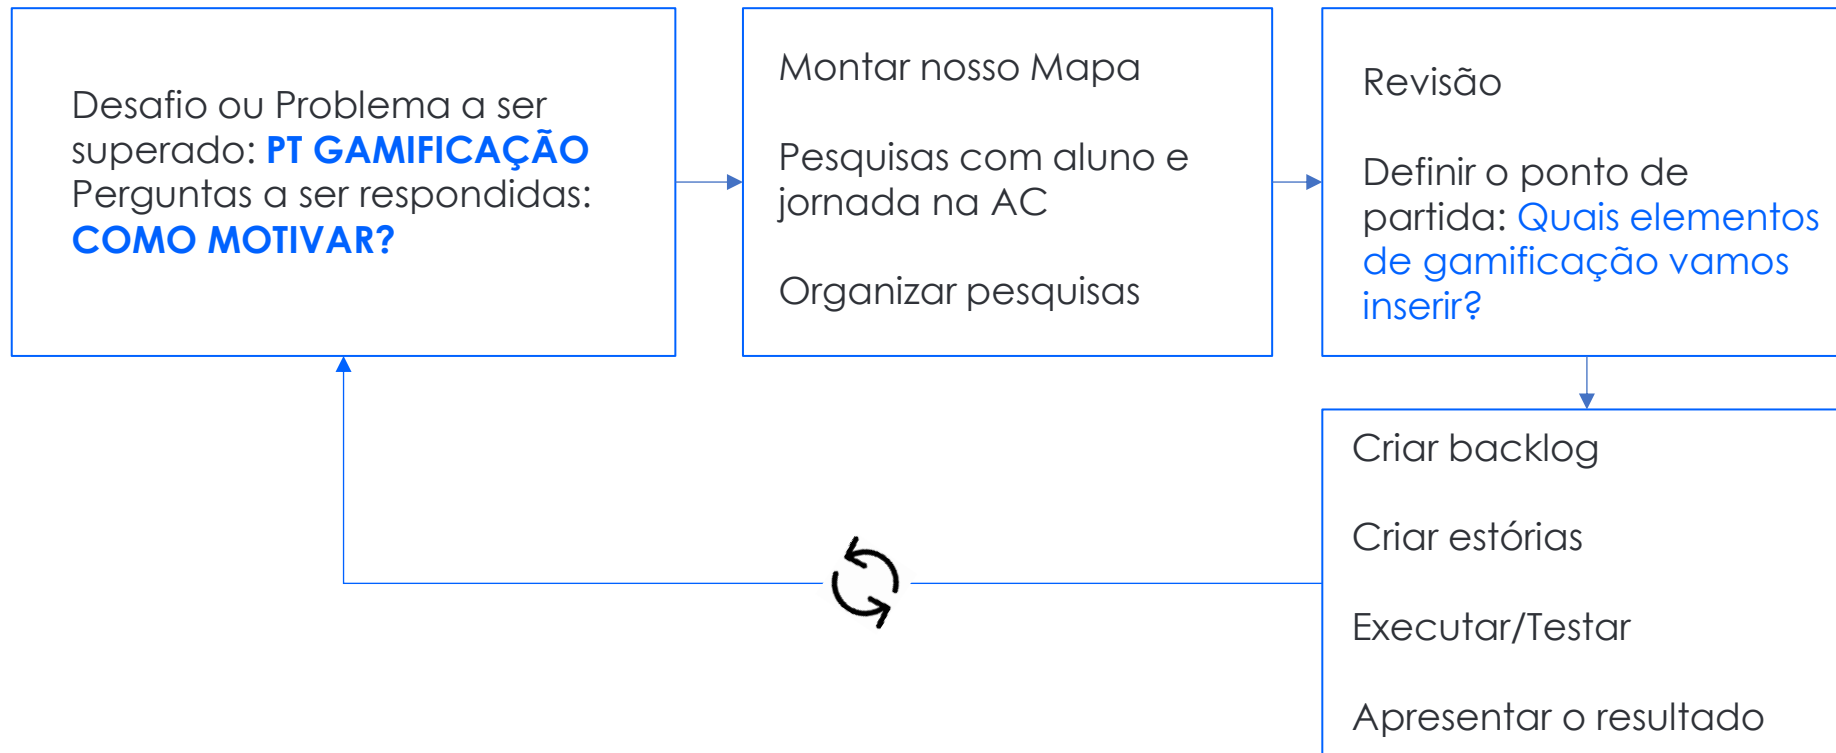 Desafio ou Problema a ser
superado: PT GAMIFICAÇÃO
Perguntas a ser respondidas:
COMO MOTIVAR?
Montar nosso Mapa
Pesquisas com aluno e
jornada na AC
Organizar pesquisas
Revisão
Definir o ponto de
partida: Quais elementos
de gamificação vamos
inserir?
Criar backlog
Criar estórias
Executar/Testar
Apresentar o resultado